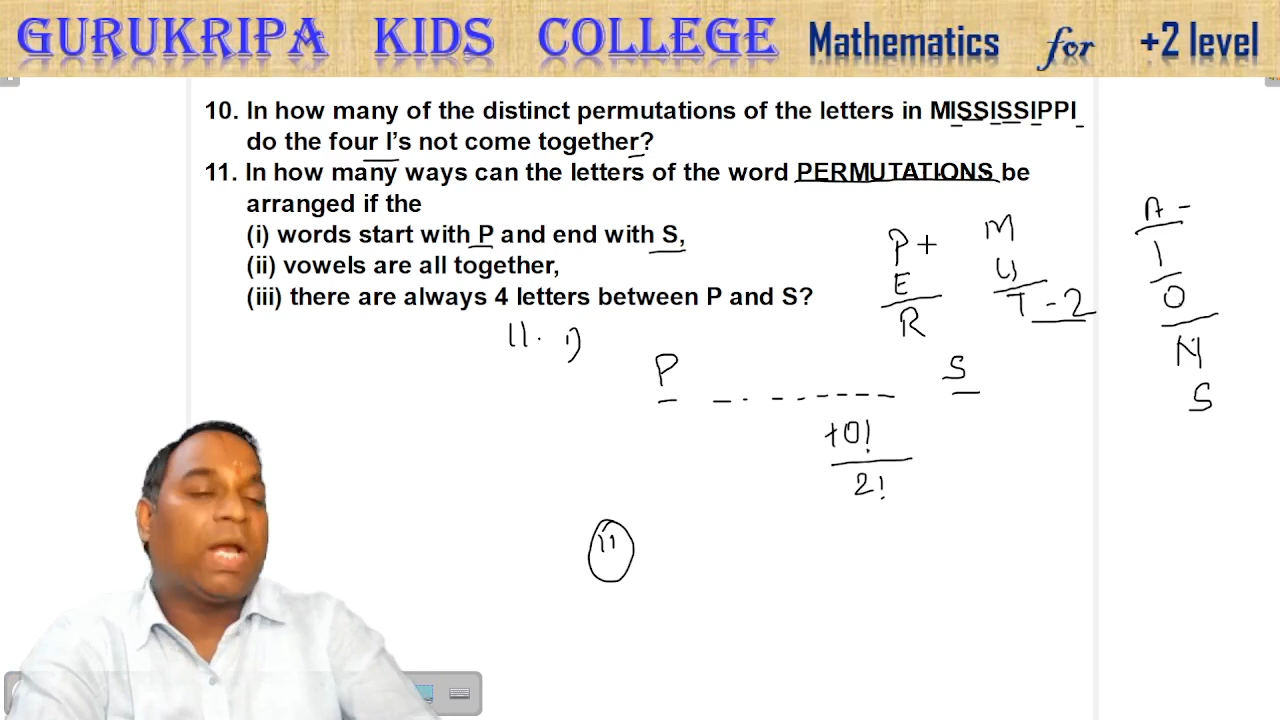 GURUKRIPA KIDS COLLEGE Mathematics for +2 level
10. In how many of the distinct permutations of the letters in MISSISSIPPI
do the four I's not come together?
11. In how many ways can the letters of the word PERMUTATIONS be
arranged if the
(i) words start with P and end with S,
(ii) vowels are all together,
(iii) there are always 4 letters between P and S?
P+ M A -
E U I
R T - 2 O
N
S
11. i)
P S
10!
2!
ii